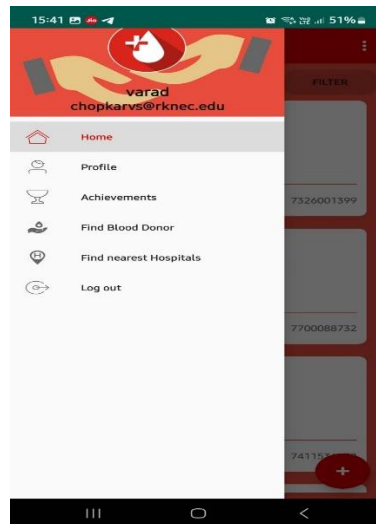 15:41
51%
varad
chopkarvs@rknec.edu
FILTER
Home
Profile
Achievements
7326001399
Find Blood Donor
Find nearest Hospitals
Log out
7700088732